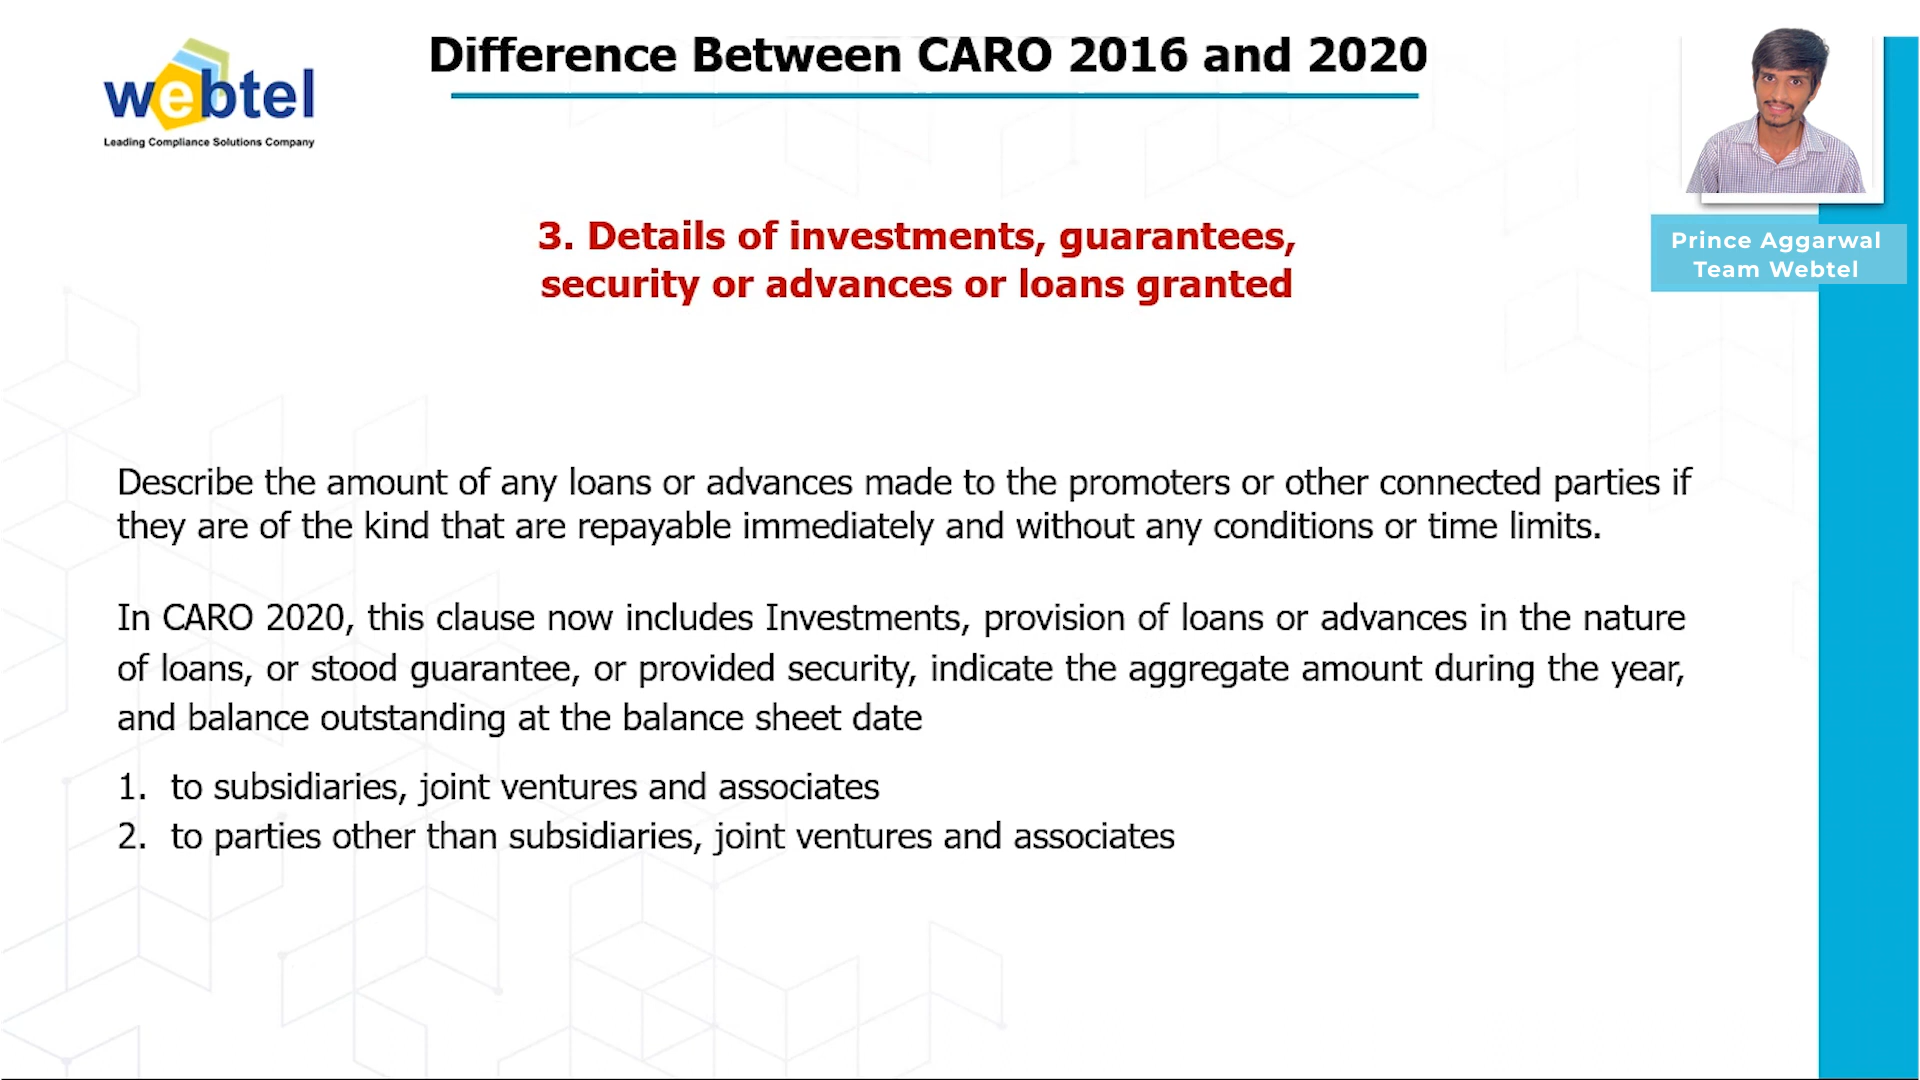 Difference Between CARO 2016 and 2020
webtel
Leading Compliance Solutions Company
Prince Aggarwal
Team Webtel
3. Details of investments, guarantees,
security or advances or loans granted
Describe the amount of any loans or advances made to the promoters or other connected parties if
they are of the kind that are repayable immediately and without any conditions or time limits.
In CARO 2020, this clause now includes Investments, provision of loans or advances in the nature
of loans, or stood guarantee, or provided security, indicate the aggregate amount during the year,
and balance outstanding at the balance sheet date
1. to subsidiaries, joint ventures and associates
2. to parties other than subsidiaries, joint ventures and associates